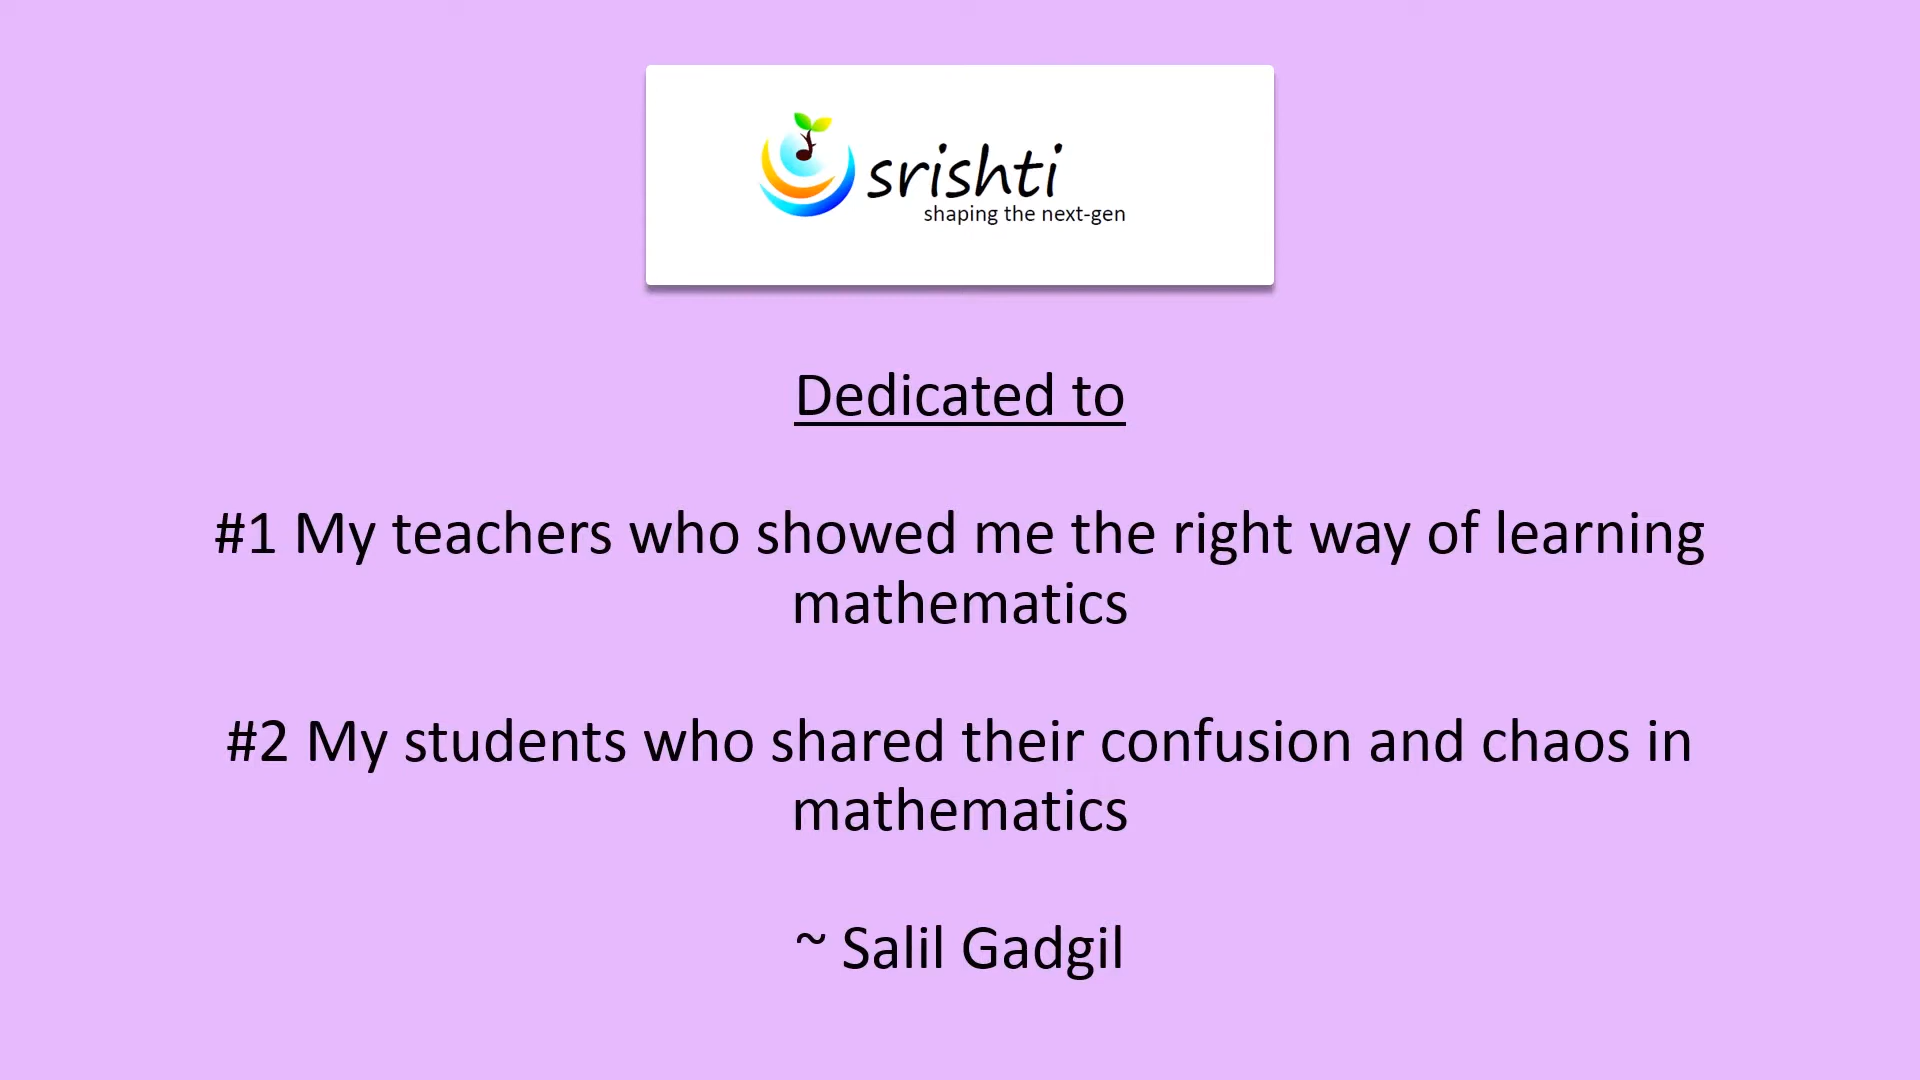 srishti
shaping the next-gen
Dedicated to
#1 My teachers who showed me the right way of learning
mathematics
#2 My students who shared their confusion and chaos in
mathematics
~ Salil Gadgil